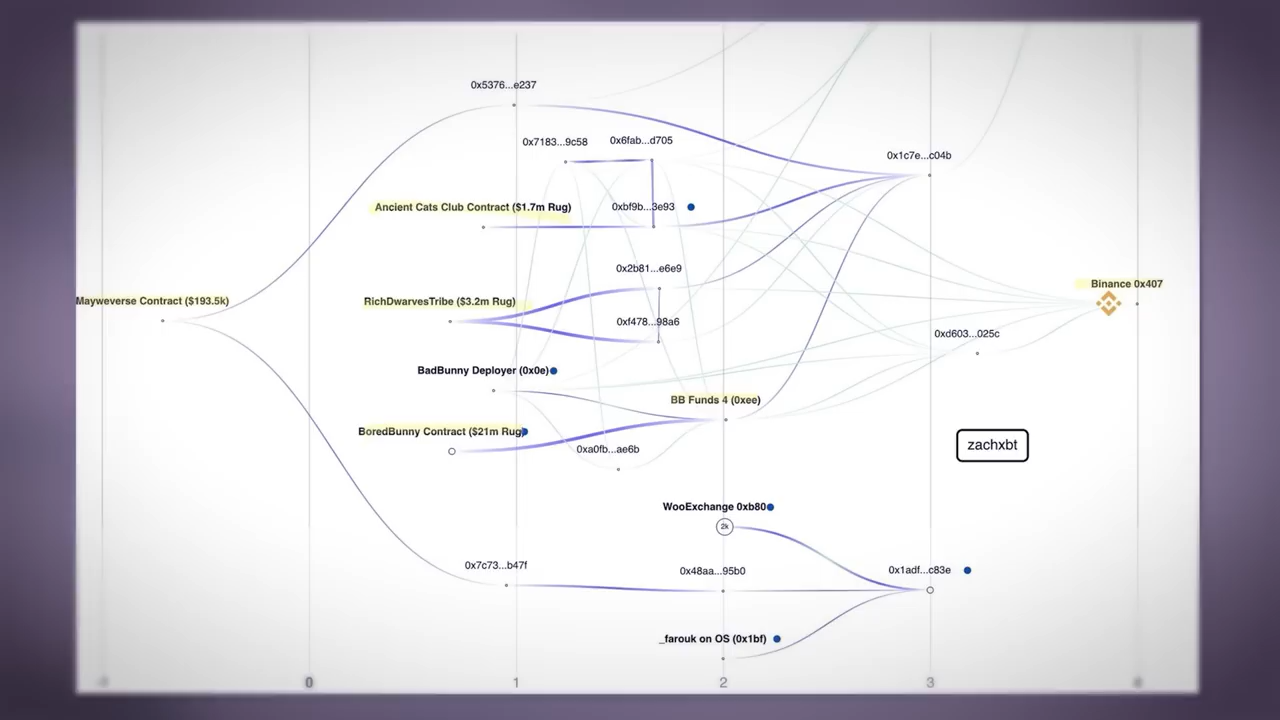 0x5376...e237
0x7183...9c58
0x6fab...d705
0x1c7e...c04b
Ancient Cats Club Contract ($1.7m Rug)
0xbf9b...3e93
0x2b81...e6e9
Binance 0x407
Mayweverse Contract ($193.5k)
RichDwarvesTribe ($3.2m Rug)
0xf478...98a6
0xd603...025c
BadBunny Deployer (0x0e)
BB Funds 4 (0xee)
BoredBunny Contract ($21m Rug)
0xa0fb...ae6b
zachxbt
WooExchange 0xb80
2k
0x7c73...b47f
0x48aa...95b0
0x1adf...c83e
_farouk on OS (0x1bf)
0 1 2 3